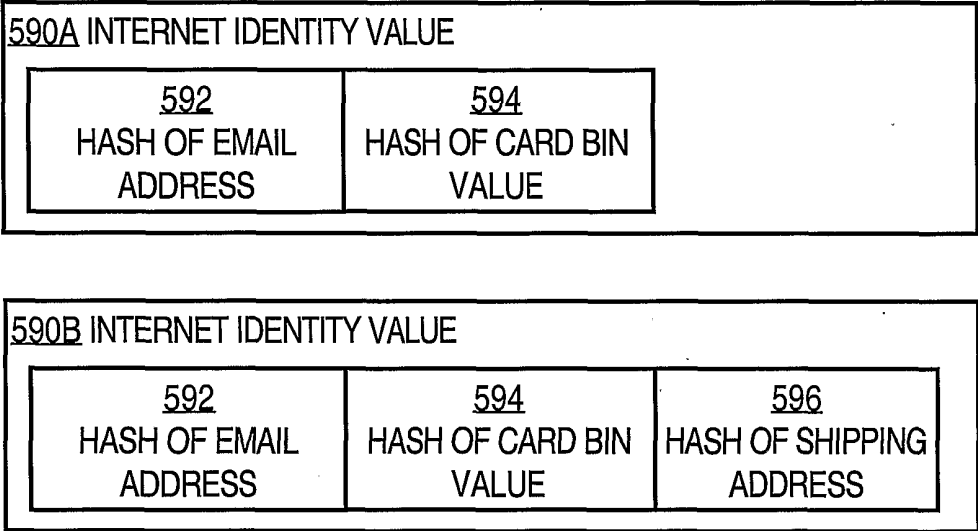 590A INTERNET IDENTITY VALUE
592
HASH OF EMAIL
ADDRESS
594
HASH OF CARD BIN
VALUE
590B INTERNET IDENTITY VALUE
592
HASH OF EMAIL
ADDRESS
594
HASH OF CARD BIN
VALUE
596
HASH OF SHIPPING
ADDRESS